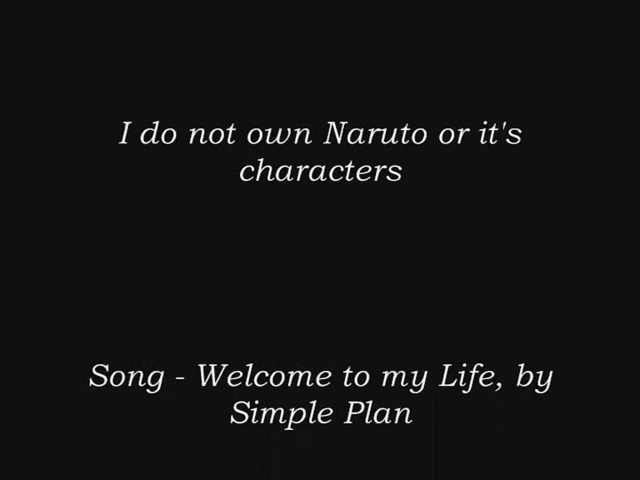 I do not own Naruto or it's
characters
Song - Welcome to my Life, by
Simple Plan